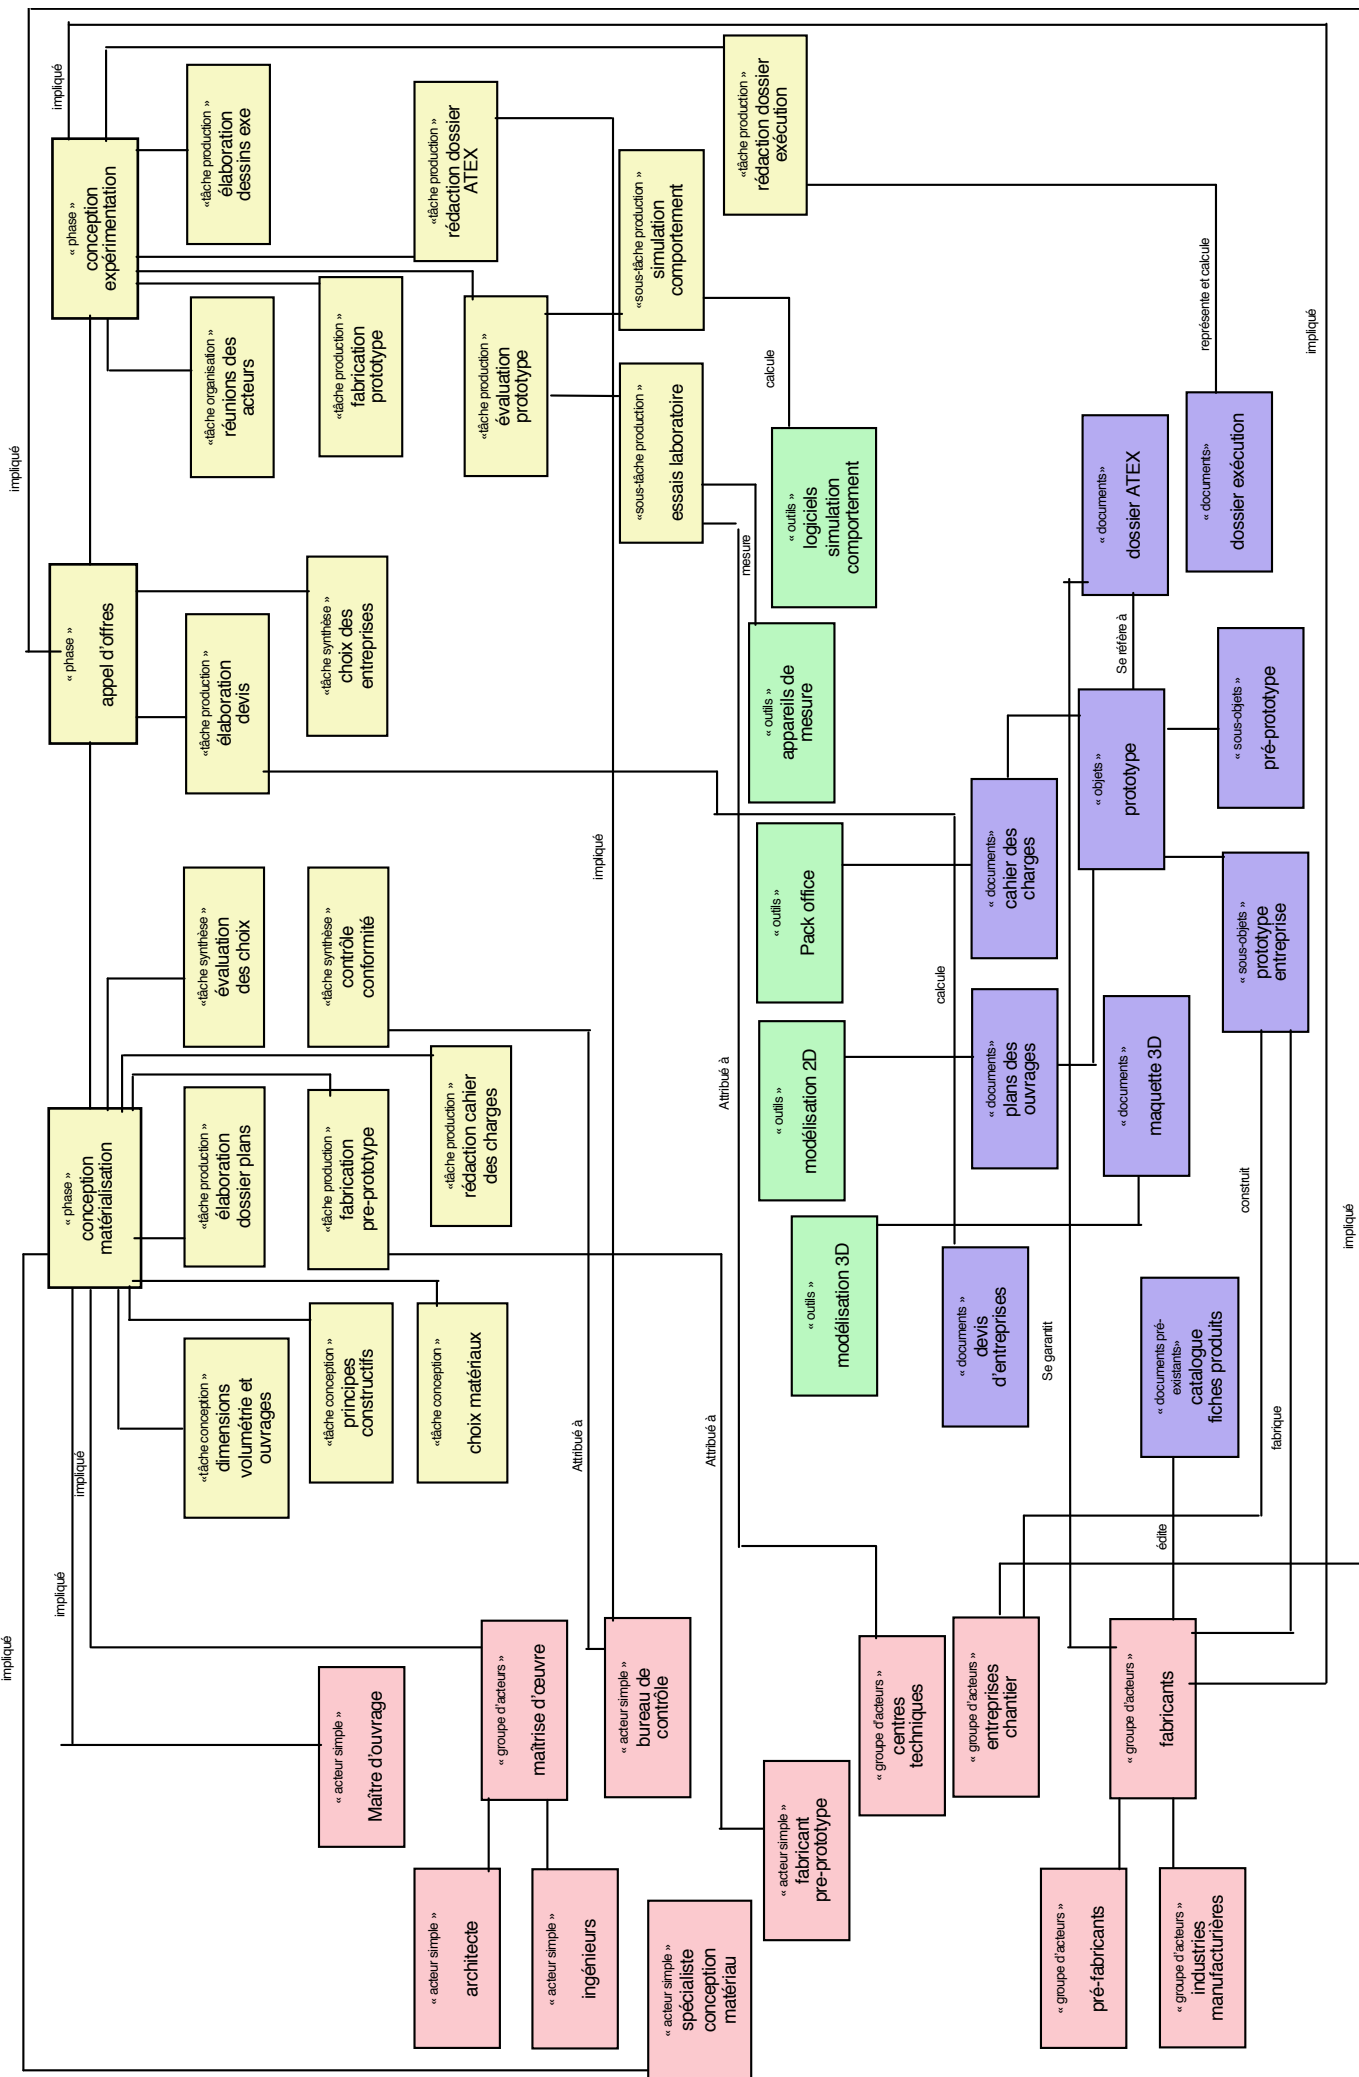 impliqué
impliqué
impliqué
impliqué
« phase »
conception
matérialisation
« phase »
appel d’offres
impliqué
« phase »
conception
expérimentation
impliqué
«tâche conception »
dimensions
volumétrie et
ouvrages
«tâche production »
élaboration
dossier plans
«tâche synthèse »
évaluation
des choix
«tâche production »
élaboration
devis
«tâche organisation »
réunions des
acteurs
«tâche production »
élaboration
dessins exe
« acteur simple »
Maître d’ouvrage
«tâche conception »
principes
constructifs
«tâche production »
fabrication
pre-prototype
«tâche synthèse »
contrôle
conformité
«tâche synthèse »
choix des
entreprises
«tâche production »
fabrication
prototype
« acteur simple »
architecte
«tâche conception »
choix matériaux
«tâche production »
rédaction cahier
des charges
«tâche production »
rédaction dossier
ATEX
« groupe d’acteurs »
maîtrise d’œuvre
«tâche production »
évaluation
prototype
« acteur simple »
ingénieurs
Attribué à
impliqué
« acteur simple »
bureau de
contrôle
«sous-tâche production »
essais laboratoire
«sous-tâche production »
simulation
comportement
« acteur simple »
spécialiste
conception
matériau
Attribué à
Attribué à
mesure
calcule
«tâche production »
rédaction dossier
exécution
« acteur simple »
fabricant
pre-prototype
« outils »
modélisation 3D
« outils »
modélisation 2D
« outils »
Pack office
« outils »
appareils de
mesure
« outils »
logiciels
simulation
comportement
« groupe d’acteurs »
centres
techniques
« groupe d’acteurs »
entreprises
chantier
calcule
« documents »
devis
d’entreprises
« documents»
plans des
ouvrages
« documents»
cahier des
charges
Se garantit
« groupe d’acteurs »
pré-fabricants
« groupe d’acteurs »
fabricants
édite
« documents pré-
existants»
catalogue
fiches produits
« documents »
maquette 3D
« objets »
prototype
Se réfère à
« documents»
dossier ATEX
« groupe d’acteurs »
industries
manufacturières
construit
fabrique
« sous-objets »
prototype
entreprise
« sous-objets »
pré-prototype
« documents»
dossier exécution
représente et calcule
impliqué
impliqué